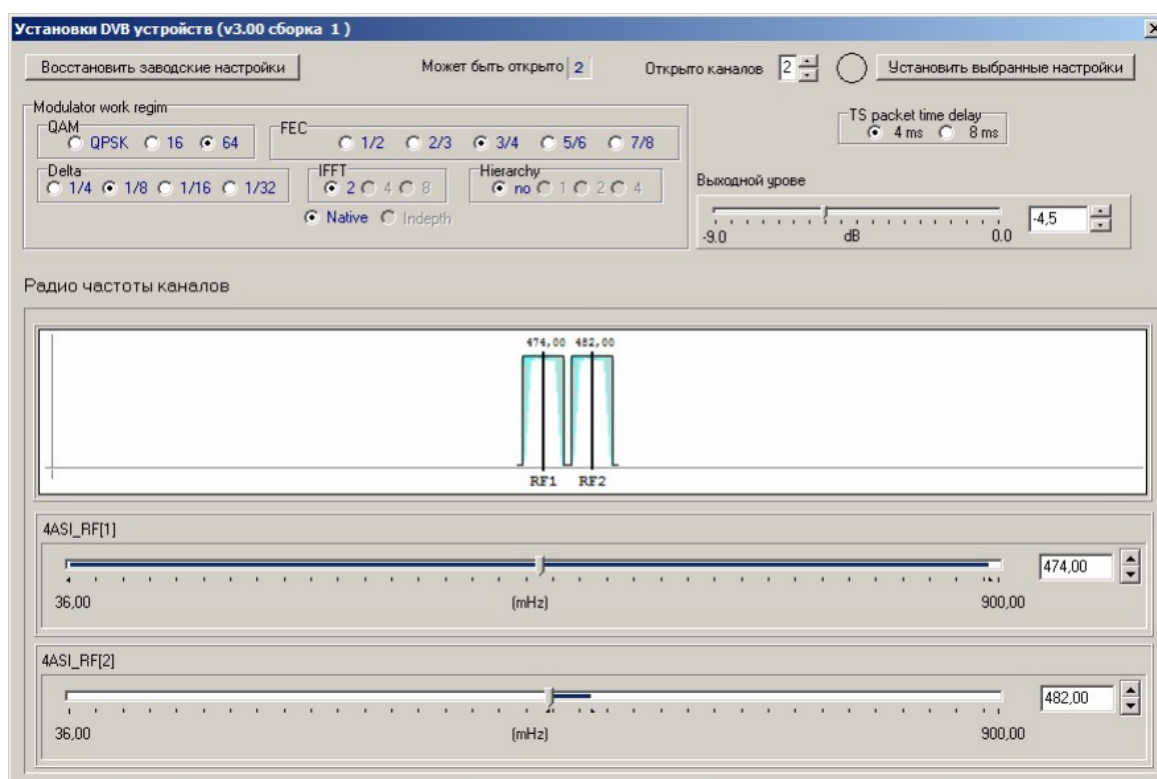 Установки DVB устройств (v3.00 сборка 1 )
Восстановить заводские настройки
Может быть открыто 2
Открыто каналов 2
Установить выбранные настройки
Modulator work regim
QAM
QPSK 16 64
FEC
1/2 2/3 3/4 5/6 7/8
TS packet time delay
4 ms 8 ms
Delta
1/4 1/8 1/16 1/32
IFFT
2 4 8
Hierarchy
no 1 2 4
Native Indepth
Выходной урове
-4,5
-9.0 dB 0.0
Радио частоты каналов
474,00 482,00
RF1 RF2
4ASI_RF[1]
474,00
36,00 (mHz) 900,00
4ASI_RF[2]
482,00
36,00 (mHz) 900,00